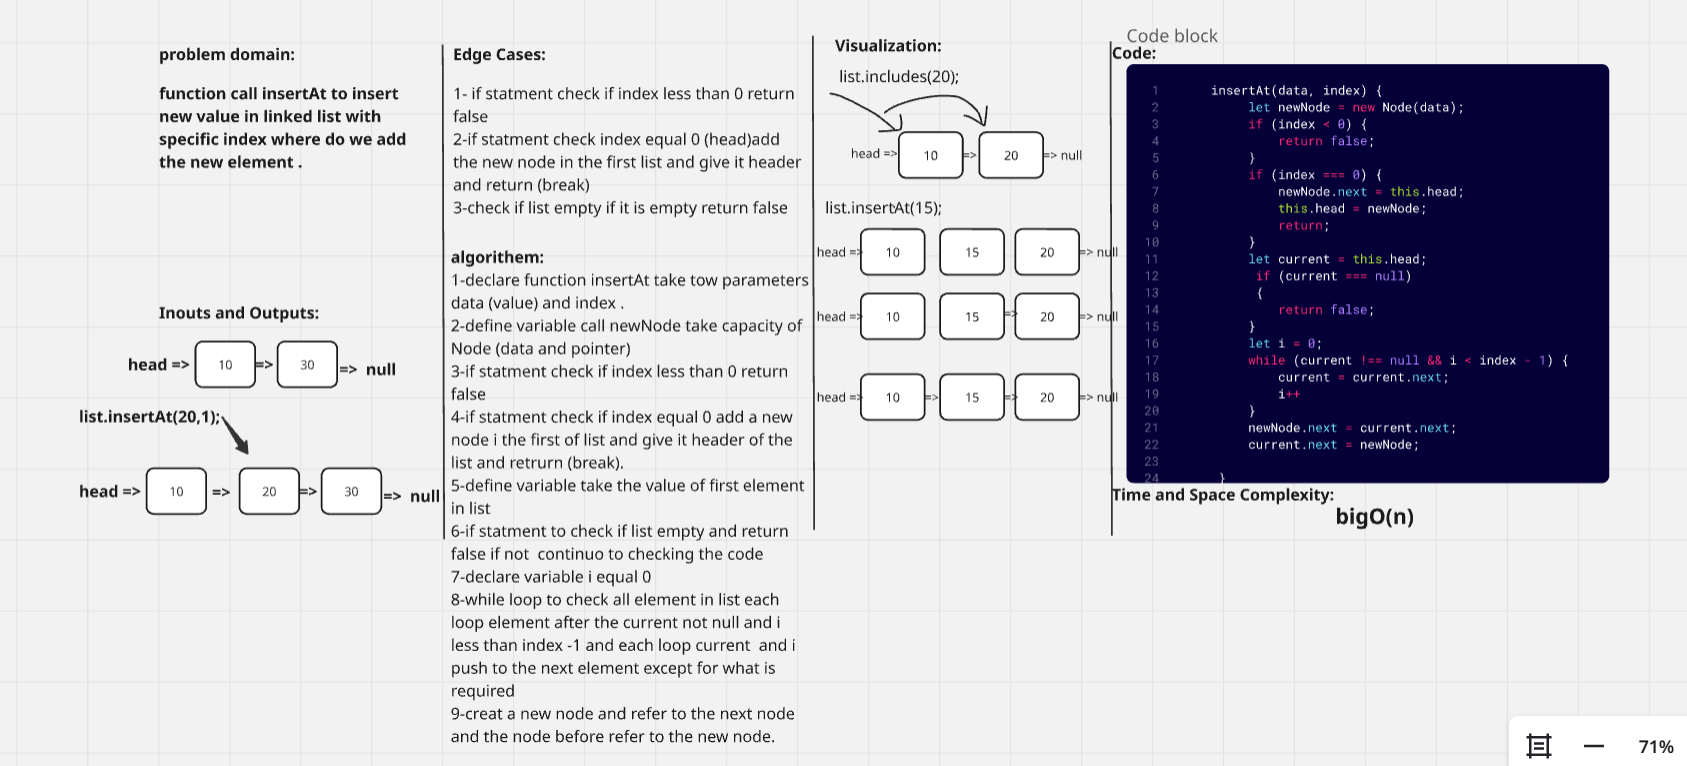 problem domain:
function call insertAt to insert
new value in linked list with
specific index where do we add
the new element .
Inouts and Outputs:
head =>
10
=>
30
=> null
list.insertAt(20,1);
head =>
10
=>
20
=>
30
=> null
Edge Cases:
1- if statment check if index less than 0 return
false
2-if statment check index equal 0 (head)add
the new node in the first list and give it header
and return (break)
3-check if list empty if it is empty return false
algorithem:
1-declare function insertAt take tow parameters
data (value) and index .
2-define variable call newNode take capacity of
Node (data and pointer)
3-if statment check if index less than 0 return
false
4-if statment check if index equal 0 add a new
node i the first of list and give it header of the
list and retrurn (break).
5-define variable take the value of first element
in list
6-if statment to check if list empty and return
false if not  continuo to checking the code
7-declare variable i equal 0
8-while loop to check all element in list each
loop element after the current not null and i
less than index -1 and each loop current  and i
push to the next element except for what is
required
9-creat a new node and refer to the next node
and the node before refer to the new node.
Visualization:
list.includes(20);
head =>
10
=>
20
=> null
list.insertAt(15);
head =>
10
15
20
=> null
head =>
10
15
=>
20
=> null
head =>
10
=>
15
=>
20
=> null
Code block
Code:
1 insertAt(data, index) {
2 let newNode = new Node(data);
3 if (index < 0) {
4 return false;
5 }
6 if (index === 0) {
7 newNode.next = this.head;
8 this.head = newNode;
9 return;
10 }
11 let current = this.head;
12 if (current === null)
13 {
14 return false;
15 }
16 let i = 0;
17 while (current !== null && i < index - 1) {
18 current = current.next;
19 i++
20 }
21 newNode.next = current.next;
22 current.next = newNode;
23
24 }
Time and Space Complexity:
bigO(n)
71%